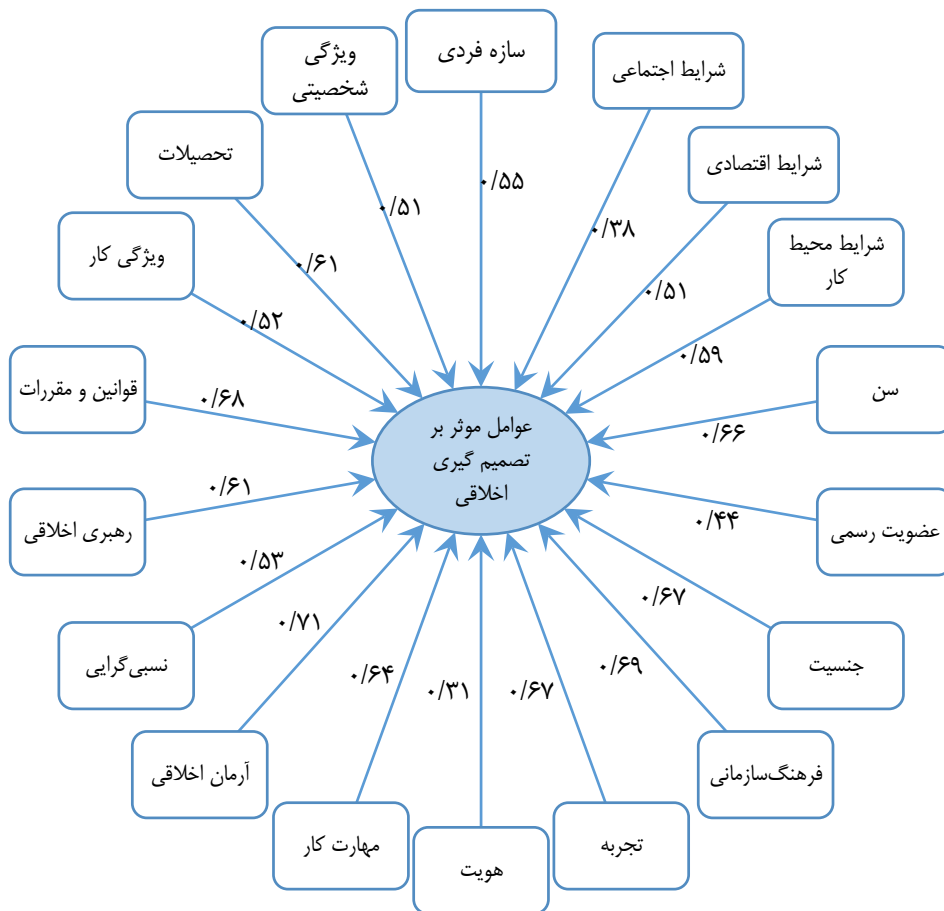 سازه فردی
ویژگی
شخصیتی
شرایط اجتماعی
تحصیلات
شرایط اقتصادی
ویژگی کار
شرایط محیط
کار
۰/۵۵
۰/۵۱
۰/۳۸
۰/۶۱
۰/۵۱
۰/۵۲
۰/۵۹
قوانین و مقررات
۰/۶۸
سن
۰/۶۶
عوامل موثر بر
تصمیم گیری
اخلاقی
رهبری اخلاقی
۰/۶۱
عضویت رسمی
۰/۴۴
۰/۵۳
۰/۶۷
نسبی‌گرایی
جنسیت
۰/۷۱
۰/۶۴
۰/۳۱
۰/۶۷
۰/۶۹
آرمان اخلاقی
فرهنگ‌سازمانی
مهارت کار
هویت
تجربه